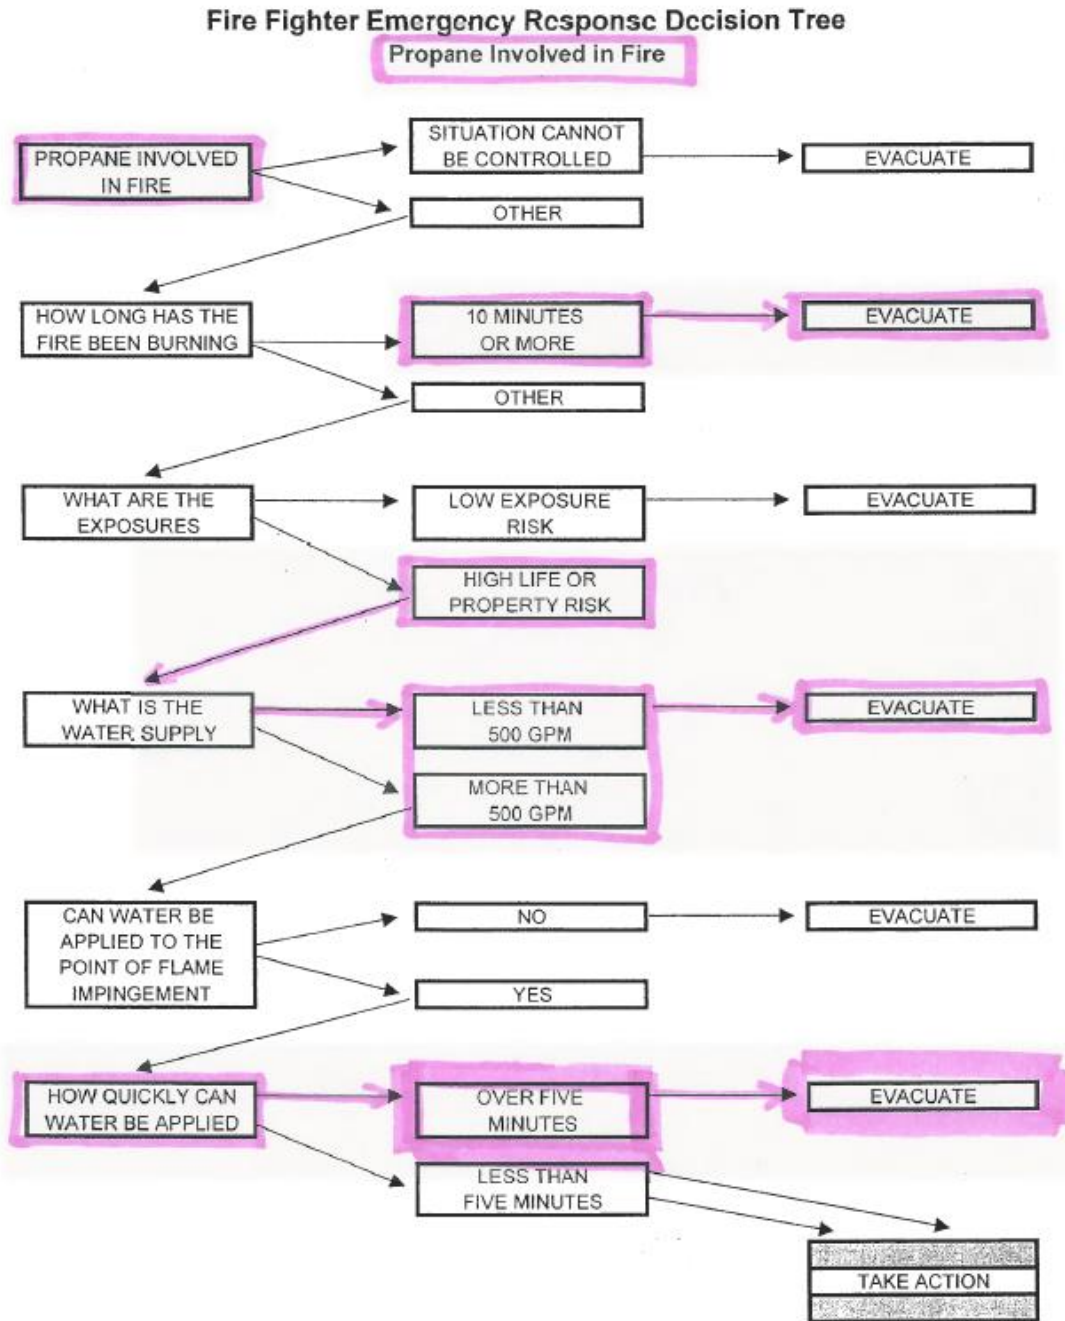 Fire Fighter Emergency Response Decision Tree
Propane Involved in Fire
PROPANE INVOLVED
IN FIRE
SITUATION CANNOT
BE CONTROLLED
EVACUATE
OTHER
HOW LONG HAS THE
FIRE BEEN BURNING
10 MINUTES
OR MORE
EVACUATE
OTHER
WHAT ARE THE
EXPOSURES
LOW EXPOSURE
RISK
EVACUATE
HIGH LIFE OR
PROPERTY RISK
WHAT IS THE
WATER SUPPLY
LESS THAN
500 GPM
EVACUATE
MORE THAN
500 GPM
CAN WATER BE
APPLIED TO THE
POINT OF FLAME
IMPINGEMENT
NO
EVACUATE
YES
HOW QUICKLY CAN
WATER BE APPLIED
OVER FIVE
MINUTES
EVACUATE
LESS THAN
FIVE MINUTES
TAKE ACTION